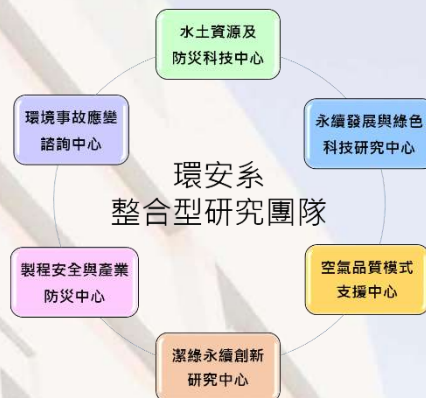 水土資源及
防災科技中心
環境事故應變
諮詢中心
永續發展與綠色
科技研究中心
環安系
整合型研究團隊
製程安全與產業
防災中心
空氣品質模式
支援中心
潔綠永續創新
研究中心